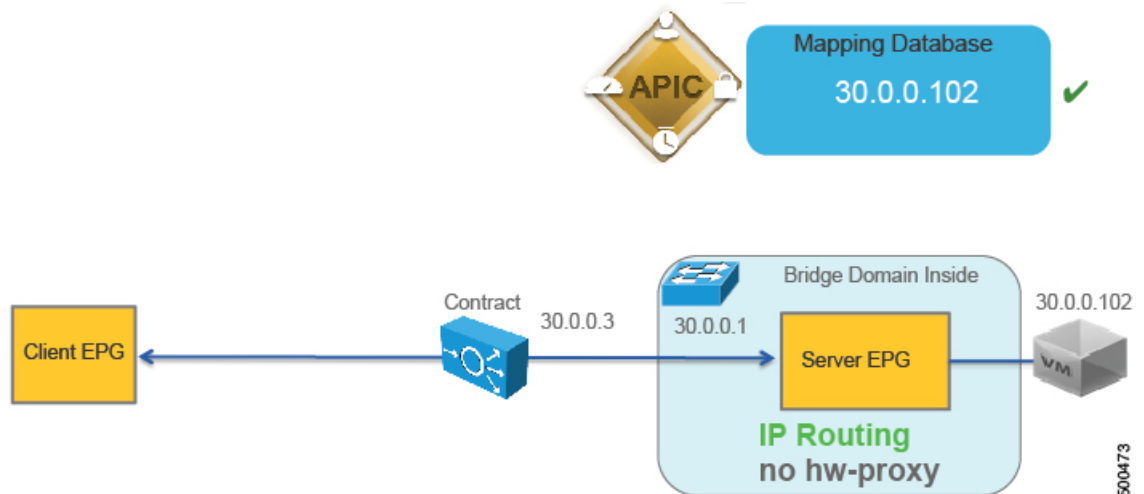 APIC
Mapping Database
30.0.0.102
Client EPG
Contract
30.0.0.3
30.0.0.1
Bridge Domain Inside
Server EPG
30.0.0.102
VM
IP Routing
no hw-proxy